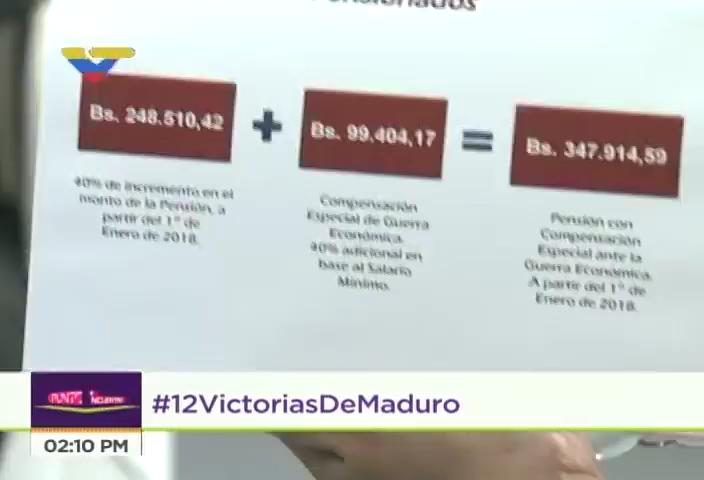 Pensionados
Bs. 248.510,42
+
Bs. 99.404,17
=
Bs. 347.914,59
40% de incremento en el
monto de la Pensión, a
partir del 1° de
Enero de 2018.
Compensación
Especial de Guerra
Económica.
40% adicional en
base al Salario
Mínimo.
Pensión con
Compensación
Especial ante la
Guerra Económica.
A partir del 1° de
Enero de 2018.
#12VictoriasDeMaduro
02:10 PM